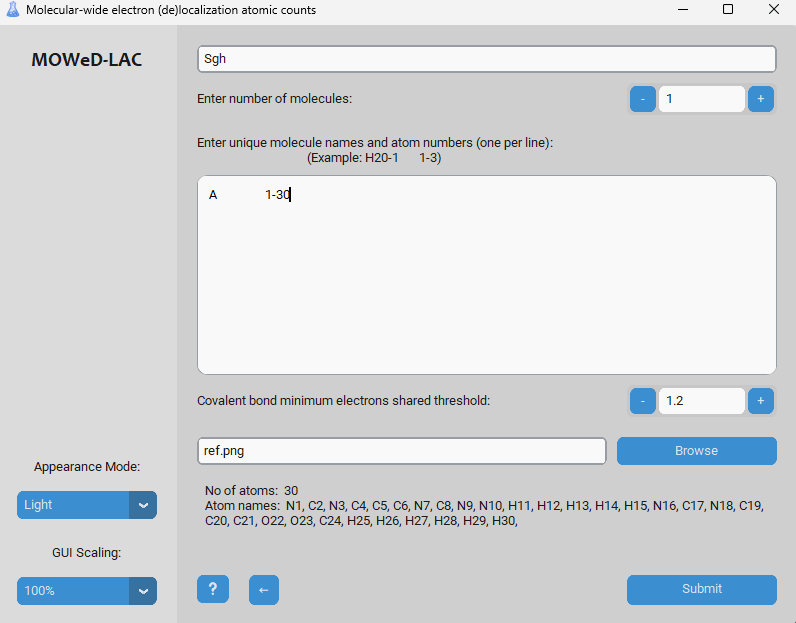 Molecular-wide electron (de)localization atomic counts
MOWeD-LAC
Sgh
Enter number of molecules:
- 1 +
Enter unique molecule names and atom numbers (one per line):
(Example: H20-1 1-3)
A 1-30
Covalent bond minimum electrons shared threshold:
- 1.2 +
ref.png
Browse
No of atoms: 30
Atom names: N1, C2, N3, C4, C5, C6, N7, C8, N9, N10, H11, H12, H13, H14, H15, N16, C17, N18, C19,
C20, C21, O22, O23, C24, H25, H26, H27, H28, H29, H30,
Appearance Mode:
Light
GUI Scaling:
100%
? ←
Submit